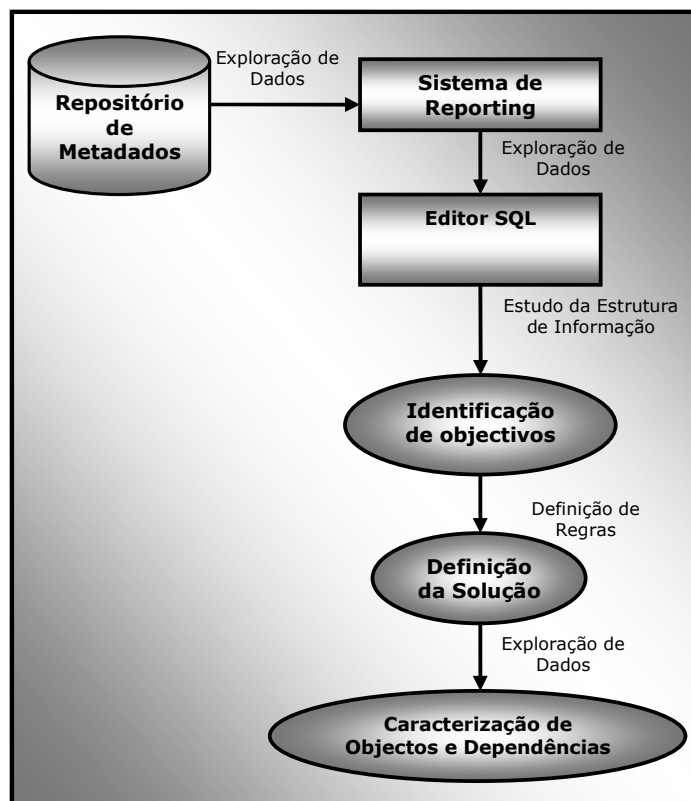 Repositório
de
Metadados
Exploração de
Dados
Sistema de
Reporting
Exploração de
Dados
Editor SQL
Estudo da Estrutura
de Informação
Identificação
de objectivos
Definição de
Regras
Definição
da Solução
Exploração de
Dados
Caracterização de
Objectos e Dependências